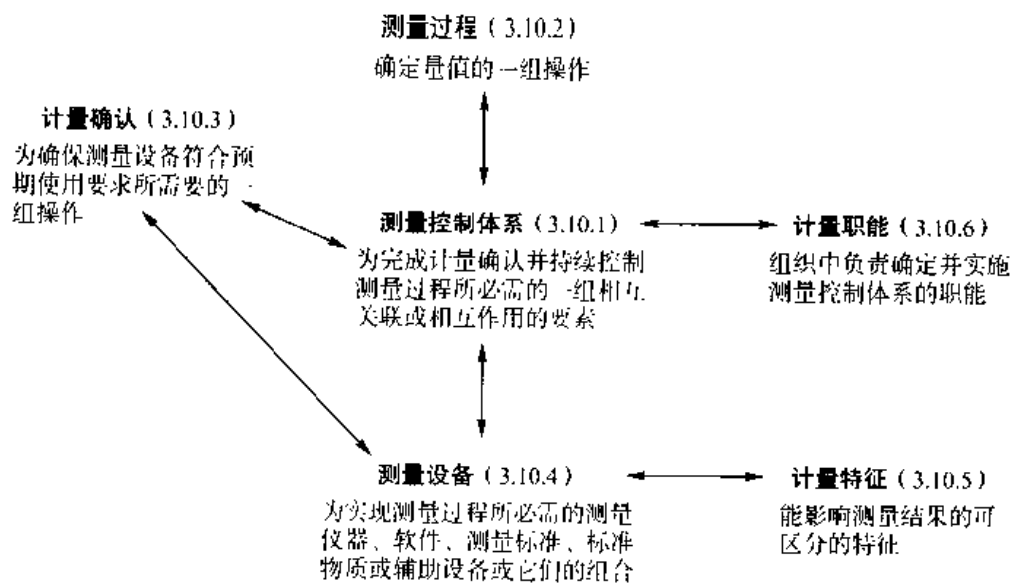 测量过程（3.10.2）
确定量值的一组操作
计量确认（3.10.3）
为确保测量设备符合预
期使用要求所需要的一
组操作
测量控制体系（3.10.1）
为完成计量确认并持续控制
测量过程所必需的一组相互
关联或相互作用的要素
计量职能（3.10.6）
组织中负责确定并实施
测量控制体系的职能
测量设备（3.10.4）
为实现测量过程所必需的测量
仪器、软件、测量标准、标准
物质或辅助设备或它们的组合
计量特征（3.10.5）
能影响测量结果的可
区分的特征